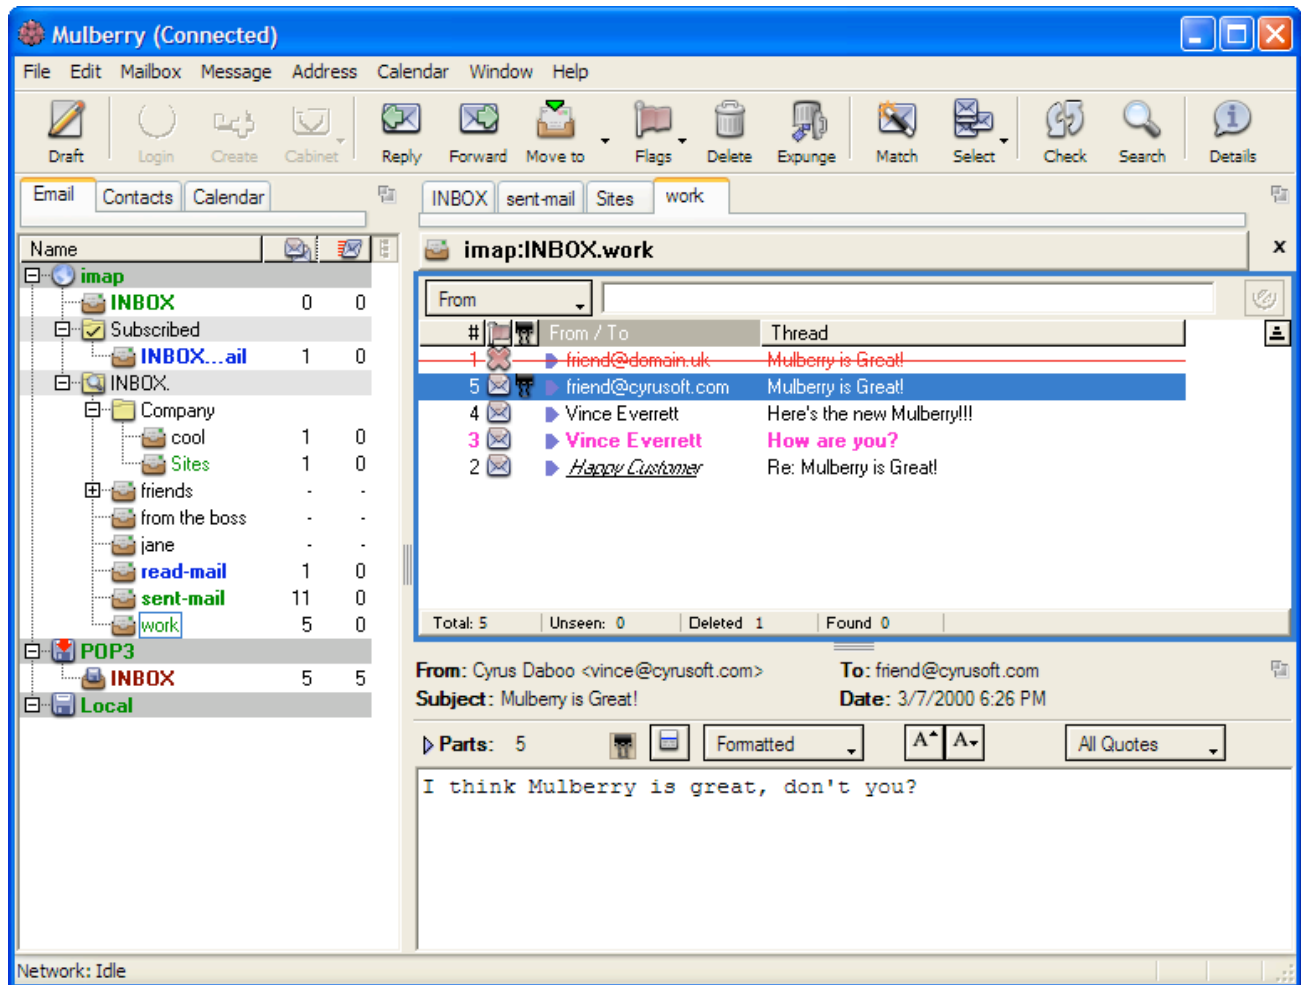 Mulberry (Connected)
File Edit Mailbox Message Address Calendar Window Help
Draft Login Create Cabinet Reply Forward Move to Flags Delete Expunge Match Select Check Search Details
Email Contacts Calendar
INBOX sent-mail Sites work
Name
imap:INBOX.work x
imap
INBOX 0 0
Subscribed
INBOX...ail 1 0
INBOX.
Company
cool 1 0
Sites 1 0
friends - -
from the boss - -
jane - -
read-mail 1 0
sent-mail 11 0
work 5 0
POP3
INBOX 5 5
Local
From
# From / To Thread
1 friend@domain.uk Mulberry is Great!
5 friend@cyrusoft.com Mulberry is Great!
4 Vince Everrett Here's the new Mulberry!!!
3 Vince Everrett How are you?
2 Happy Customer Re: Mulberry is Great!
Total: 5 Unseen: 0 Deleted 1 Found 0
From: Cyrus Daboo <vince@cyrusoft.com> To: friend@cyrusoft.com
Subject: Mulberry is Great! Date: 3/7/2000 6:26 PM
Parts: 5 Formatted A A All Quotes
I think Mulberry is great, don't you?
Network: Idle